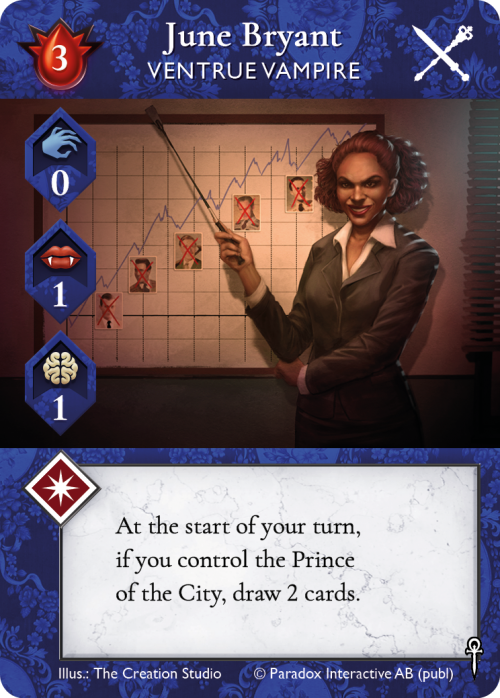 3
June Bryant
VENTRUE VAMPIRE
0
1
1
At the start of your turn,
if you control the Prince
of the City, draw 2 cards.
Illus.: The Creation Studio © Paradox Interactive AB (publ)